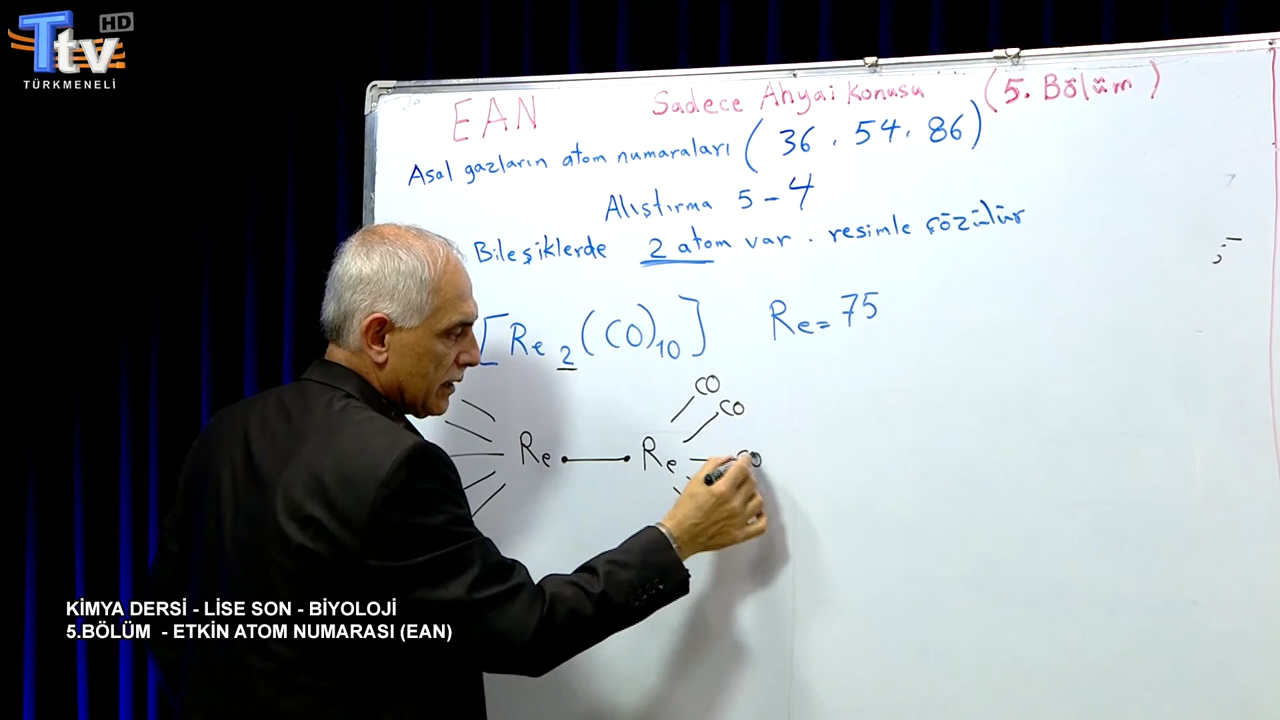 Ttv HD
TÜRKMENELİ
EAN Sadece Ahyai Konusu (5. Bölüm)
Asal gazların atom numaraları (36, 54, 86)
Alıştırma 5-4
Bileşiklerde 2 atom var. resimle çözülür
[Re2(CO)10] Re=75
CO
CO
Re Re CO
KİMYA DERSİ - LİSE SON - BİYOLOJİ
5.BÖLÜM - ETKİN ATOM NUMARASI (EAN)